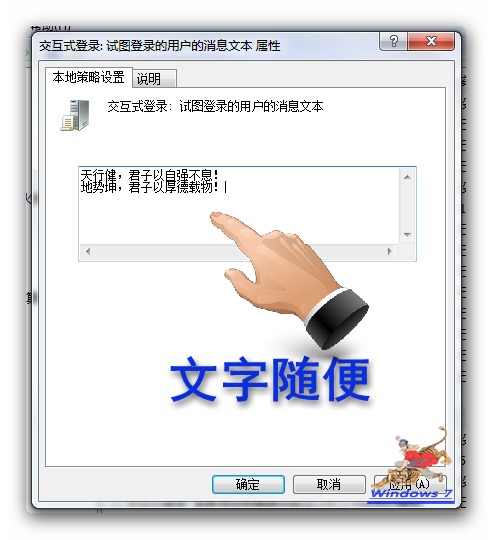 帮助(H)
交互式登录: 试图登录的用户的消息文本 属性
本地策略设置
说明
交互式登录: 试图登录的用户的消息文本
天行健，君子以自强不息！
地势坤，君子以厚德载物！
文字随便
确定
取消
应用(A)
Windows 7